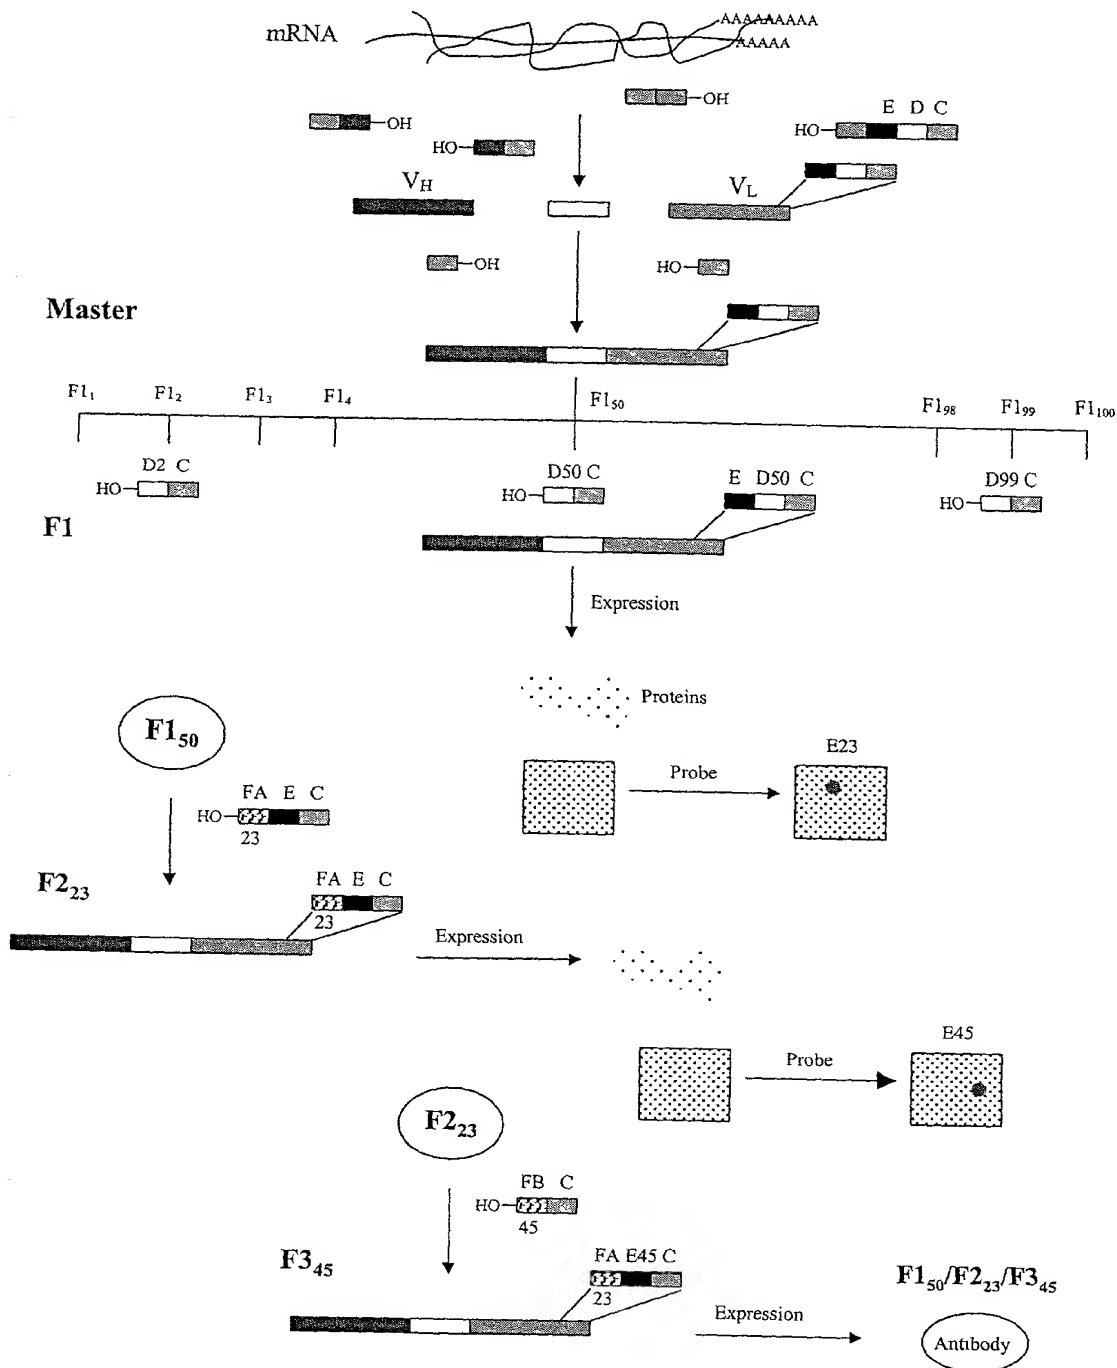 mRNA
AAAAAAAAA
AAAAA
OH
E D C
OH
HO
HO
VH
VL
OH
HO
Master
F1₁
F1₂
F1₃
F1₄
F1₅₀
F1₉₈
F1₉₉
F1₁₀₀
D2 C
HO
D50 C
HO
E D50 C
D99 C
HO
F1
Expression
Proteins
F1₅₀
E23
Probe
FA E C
HO
23
F2₂₃
FA E C
23
Expression
E45
Probe
F2₂₃
FB C
HO
45
F3₄₅
FA E45 C
23
F1₅₀/F2₂₃/F3₄₅
Expression
Antibody